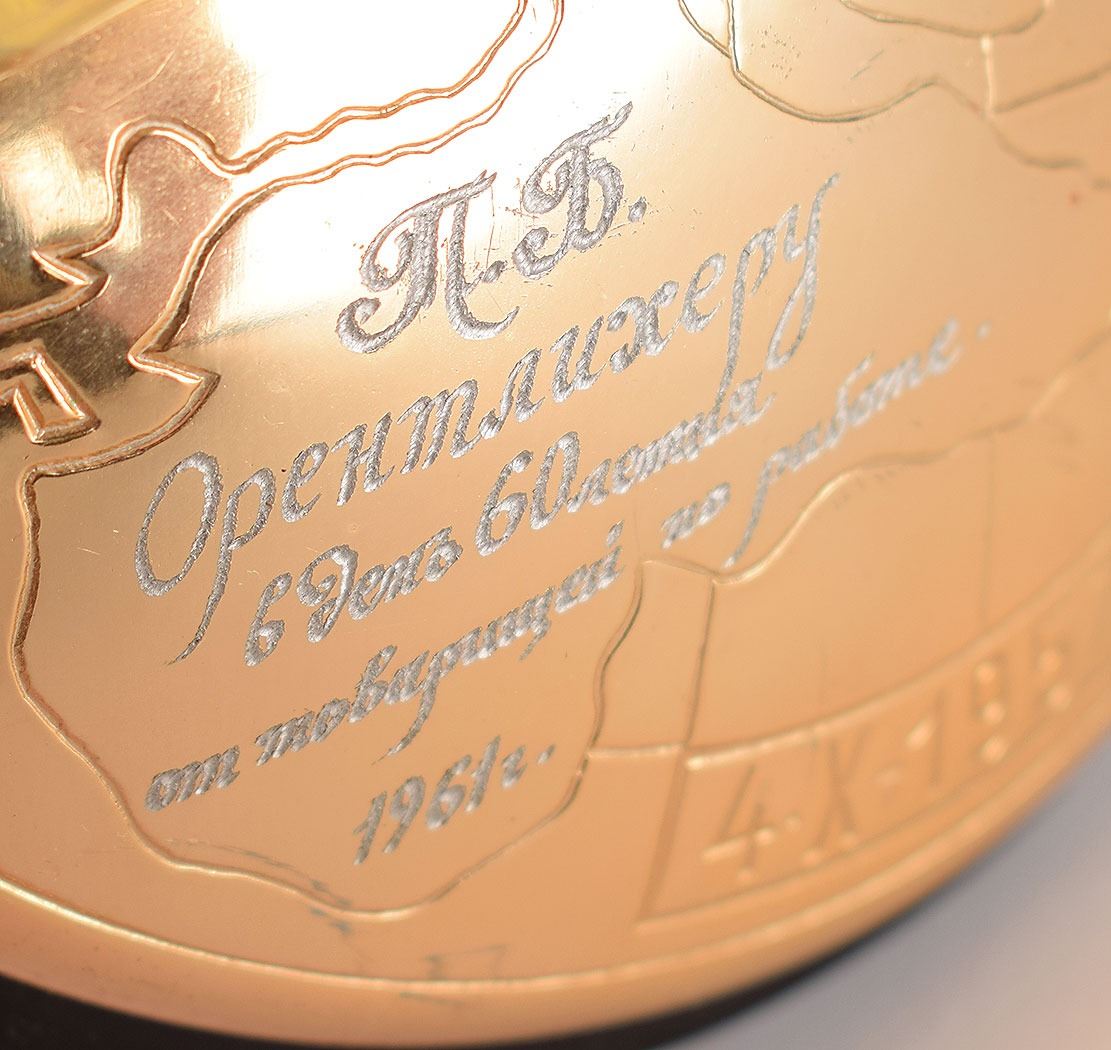 П.Б.
Орентлихеру
в день 60летия
от товарищей по работе.
1961г.
4·X-195